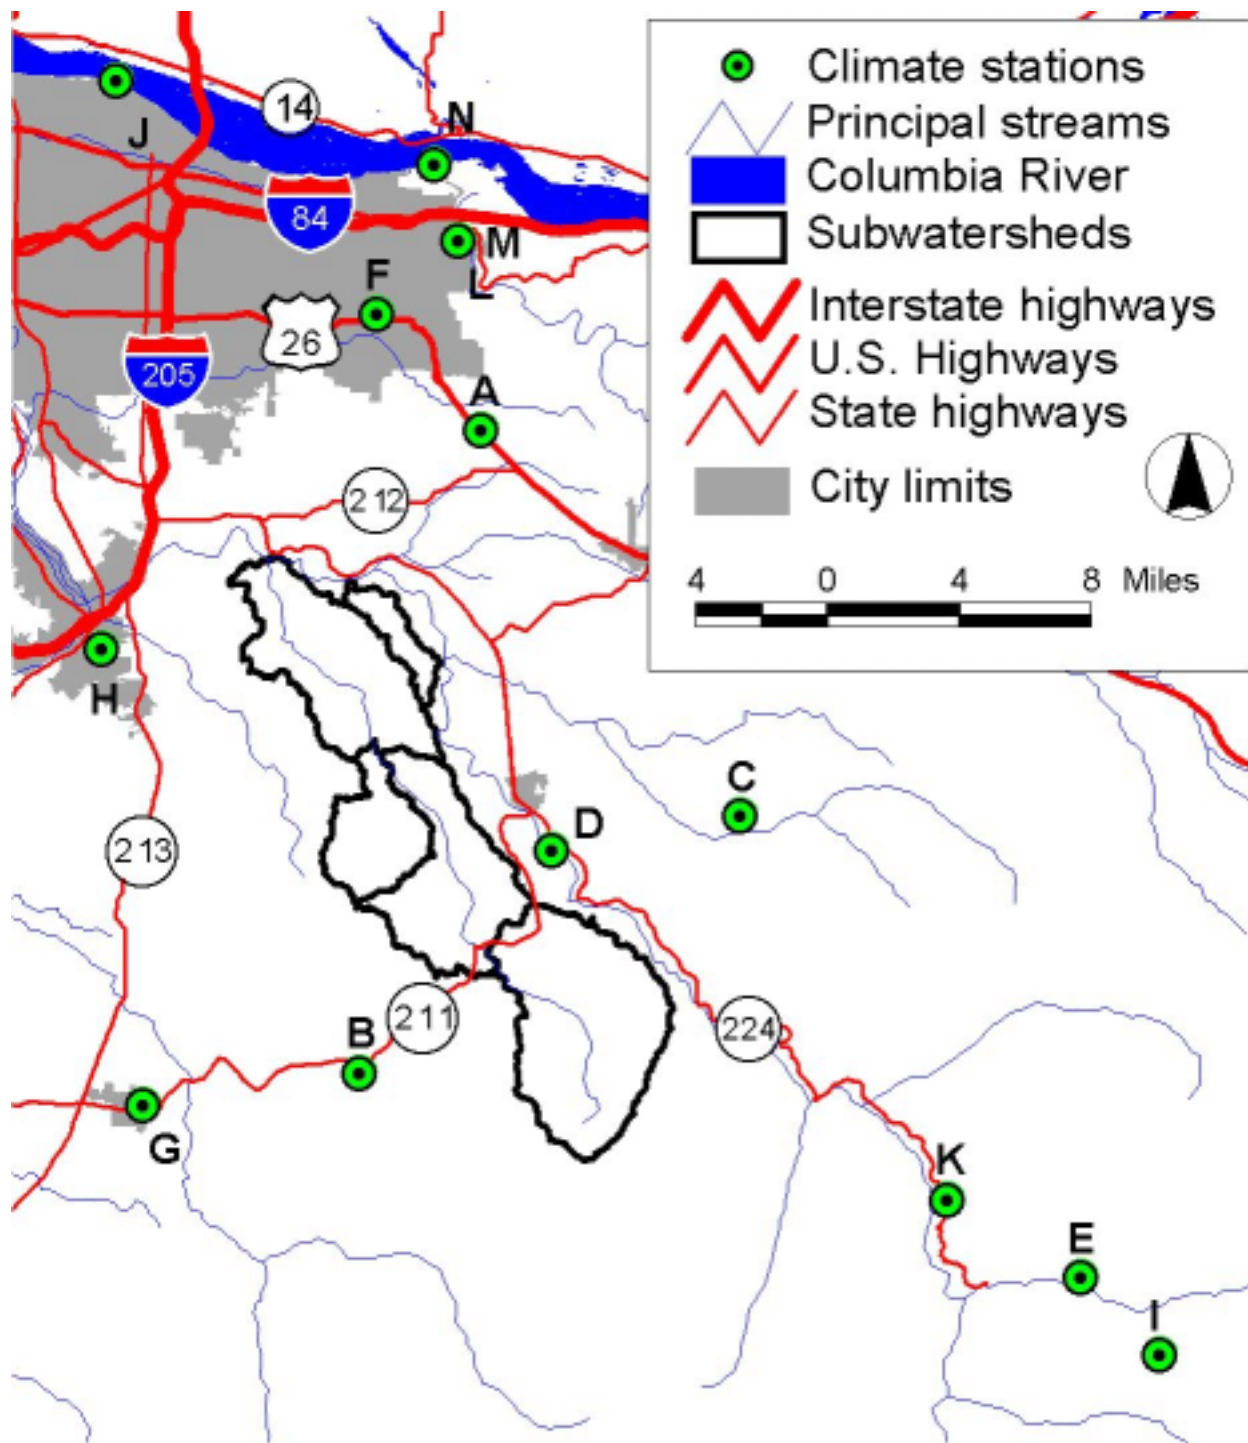 Climate stations
Principal streams
Columbia River
Subwatersheds
Interstate highways
U.S. Highways
State highways
City limits
4 0 4 8 Miles
14
N
J
84
M
F
L
26
205
A
212
H
C
D
213
211
B
224
G
K
E
I